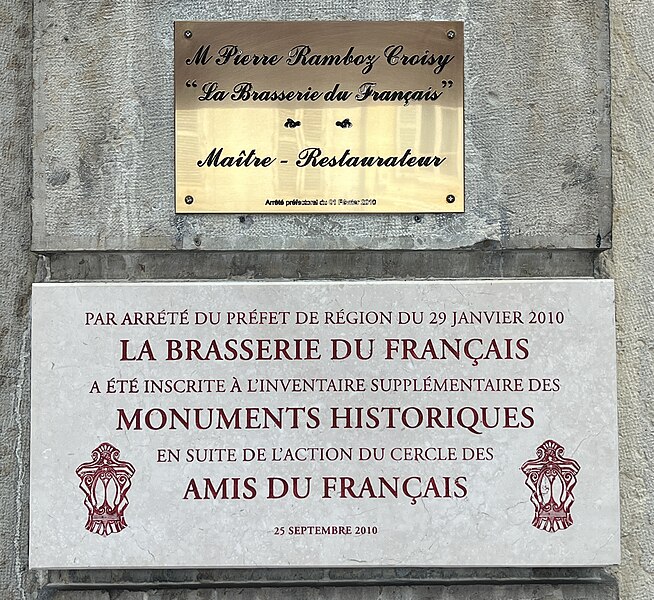 M Pierre Ramboz Croisy
"La Brasserie du Français"
Maître - Restaurateur
Arrêté préfectoral du 01 Février 2010
PAR ARRÉTÉ DU PRÉFET DE RÉGION DU 29 JANVIER 2010
LA BRASSERIE DU FRANÇAIS
A ÉTÉ INSCRITE À L'INVENTAIRE SUPPLÉMENTAIRE DES
MONUMENTS HISTORIQUES
EN SUITE DE L'ACTION DU CERCLE DES
AMIS DU FRANÇAIS
25 SEPTEMBRE 2010